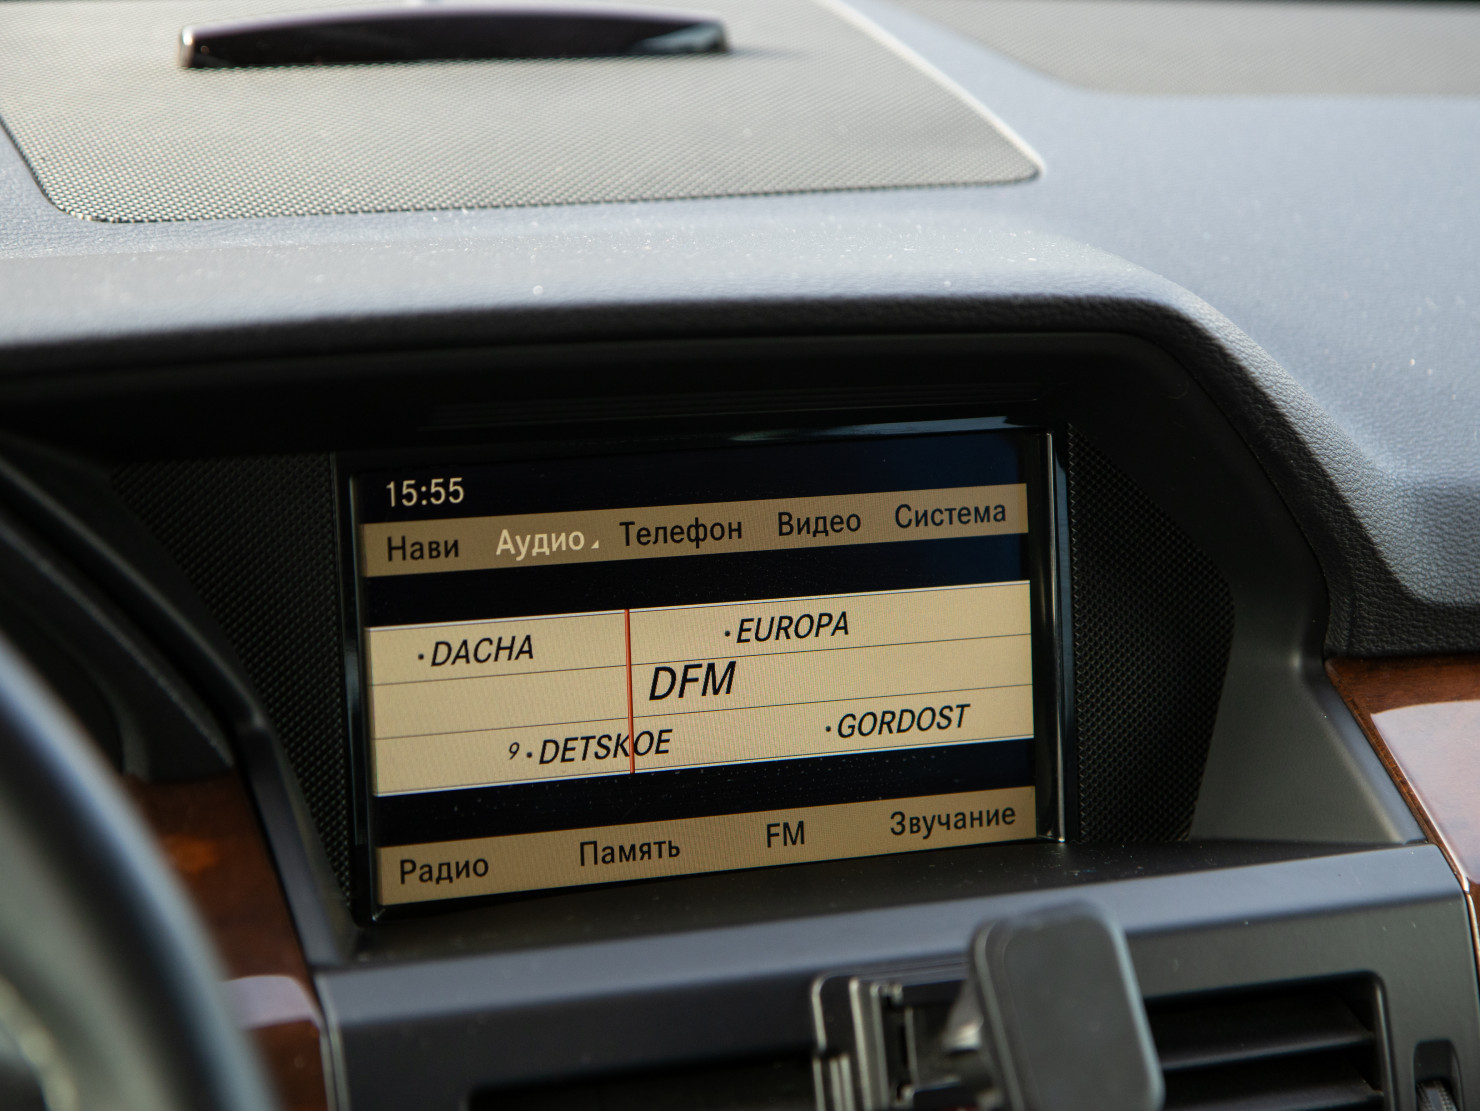 15:55
Нави Аудио Телефон Видео Система
·DACHA ·EUROPA
DFM
9·DETSKOE ·GORDOST
Радио Память FM Звучание